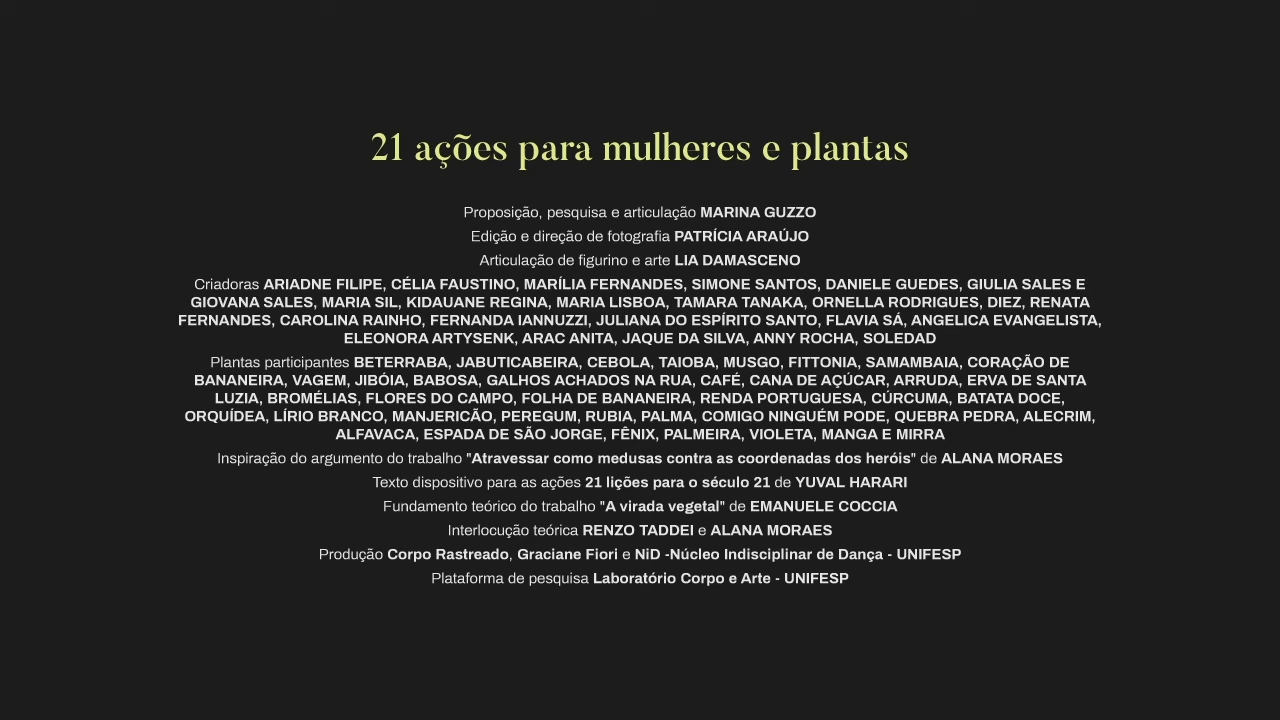 21 ações para mulheres e plantas
Proposição, pesquisa e articulação MARINA GUZZO
Edição e direção de fotografia PATRÍCIA ARAÚJO
Articulação de figurino e arte LIA DAMASCENO
Criadoras ARIADNE FILIPE, CÉLIA FAUSTINO, MARÍLIA FERNANDES, SIMONE SANTOS, DANIELE GUEDES, GIULIA SALES E
GIOVANA SALES, MARIA SIL, KIDAUANE REGINA, MARIA LISBOA, TAMARA TANAKA, ORNELLA RODRIGUES, DIEZ, RENATA
FERNANDES, CAROLINA RAINHO, FERNANDA IANNUZZI, JULIANA DO ESPÍRITO SANTO, FLAVIA SÁ, ANGELICA EVANGELISTA,
ELEONORA ARTYSENK, ARAC ANITA, JAQUE DA SILVA, ANNY ROCHA, SOLEDAD
Plantas participantes BETERRABA, JABUTICABEIRA, CEBOLA, TAIOBA, MUSGO, FITTONIA, SAMAMBAIA, CORAÇÃO DE
BANANEIRA, VAGEM, JIBÓIA, BABOSA, GALHOS ACHADOS NA RUA, CAFÉ, CANA DE AÇÚCAR, ARRUDA, ERVA DE SANTA
LUZIA, BROMÉLIAS, FLORES DO CAMPO, FOLHA DE BANANEIRA, RENDA PORTUGUESA, CÚRCUMA, BATATA DOCE,
ORQUÍDEA, LÍRIO BRANCO, MANJERICÃO, PEREGUM, RUBIA, PALMA, COMIGO NINGUÉM PODE, QUEBRA PEDRA, ALECRIM,
ALFAVACA, ESPADA DE SÃO JORGE, FÊNIX, PALMEIRA, VIOLETA, MANGA E MIRRA
Inspiração do argumento do trabalho "Atravessar como medusas contra as coordenadas dos heróis" de ALANA MORAES
Texto dispositivo para as ações 21 lições para o século 21 de YUVAL HARARI
Fundamento teórico do trabalho "A virada vegetal" de EMANUELE COCCIA
Interlocução teórica RENZO TADDEI e ALANA MORAES
Produção Corpo Rastreado, Graciane Fiori e NiD -Núcleo Indisciplinar de Dança - UNIFESP
Plataforma de pesquisa Laboratório Corpo e Arte - UNIFESP